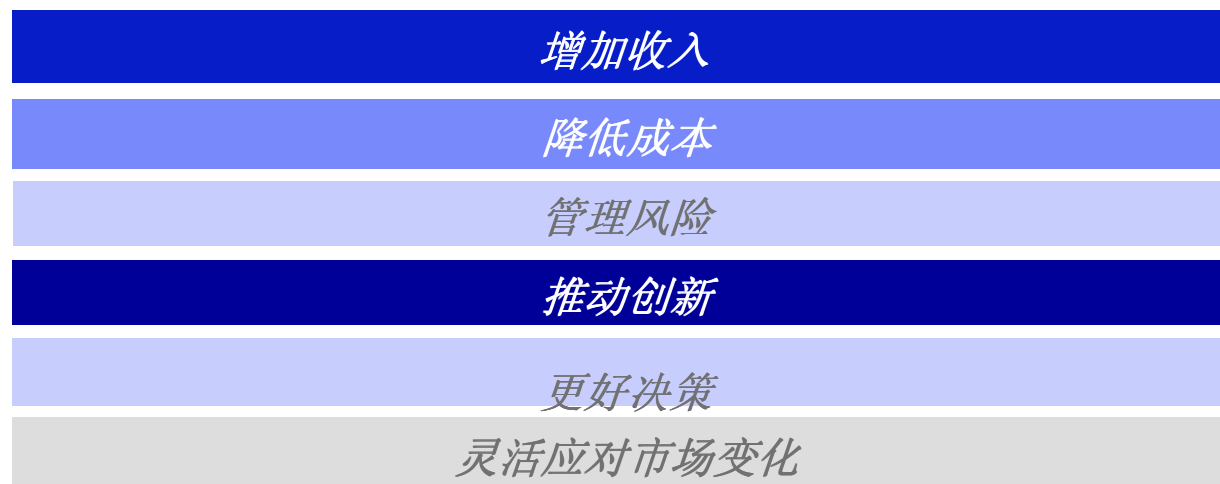 增加收入
降低成本
管理风险
推动创新
更好决策
灵活应对市场变化